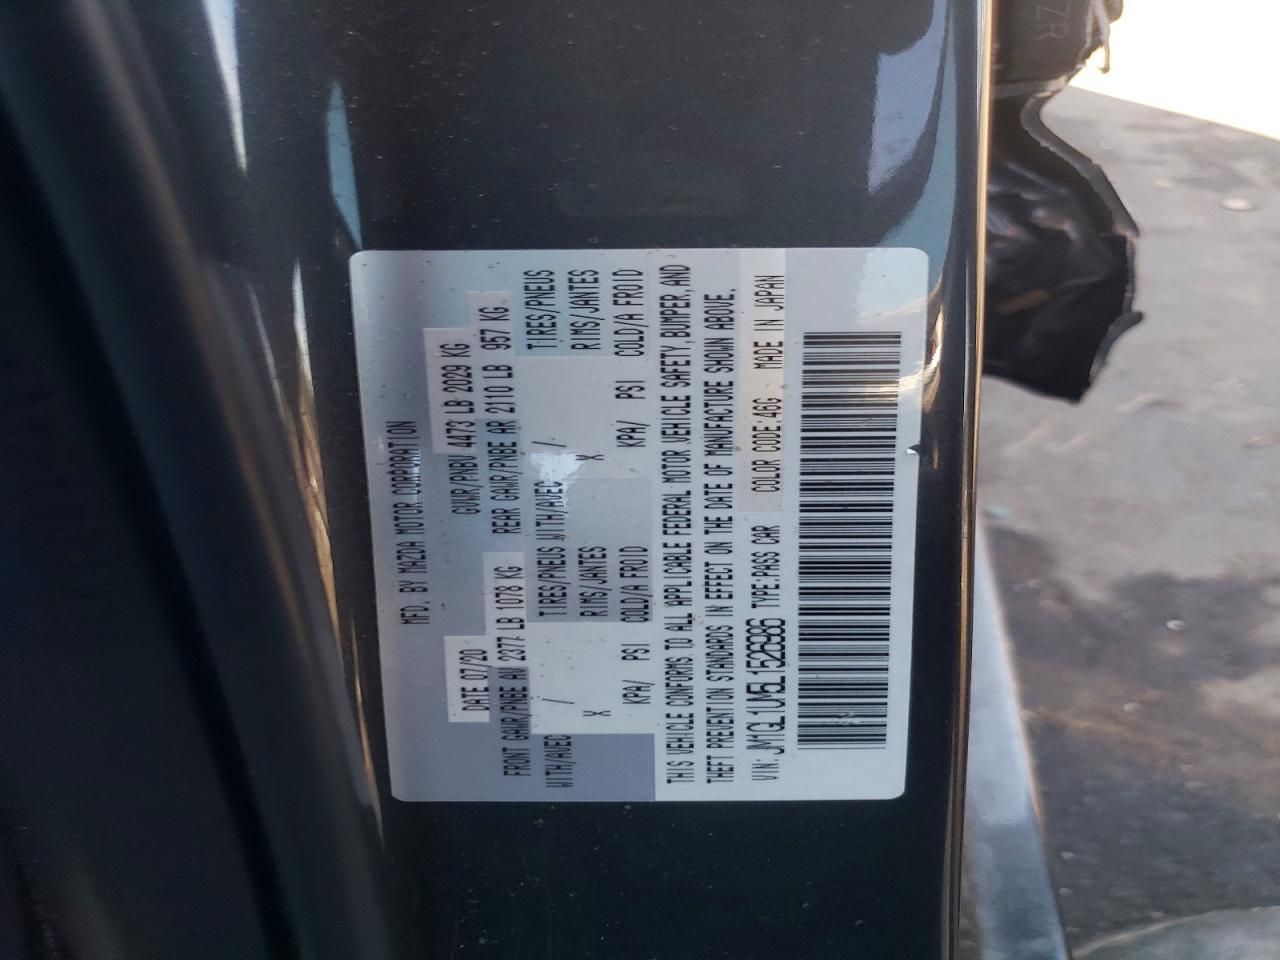 MFD. BY MAZDA MOTOR CORPORATION
DATE 07/20 GVWR/PNBV 4473 LB 2029 KG
FRONT GAWR/PNBE AV 2377 LB 1078 KG REAR GAWR/PNBE AR 2110 LB 957 KG
WITH/AVEC / TIRES/PNEUS WITH/AVEC / TIRES/PNEUS
X RIMS/JANTES X RIMS/JANTES
KPA/ PSI COLD/A FROID KPA/ PSI COLD/A FROID
THIS VEHICLE CONFORMS TO ALL APPLICABLE FEDERAL MOTOR VEHICLE SAFETY, BUMPER, AND
THEFT PREVENTION STANDARDS IN EFFECT ON THE DATE OF MANUFACTURE SHOWN ABOVE.
VIN: JM1GL1UM5L1526986 TYPE:PASS CAR COLOR CODE:46G MADE IN JAPAN
ZR